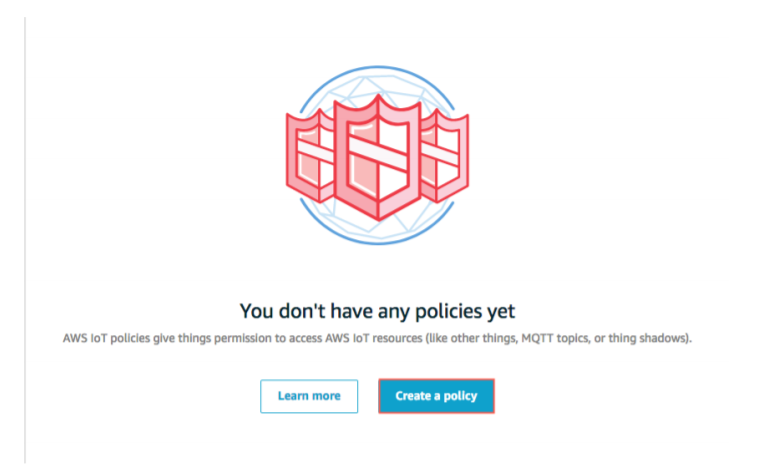 You don't have any policies yet
AWS IoT policies give things permission to access AWS IoT resources (like other things, MQTT topics, or thing shadows).
Learn more
Create a policy